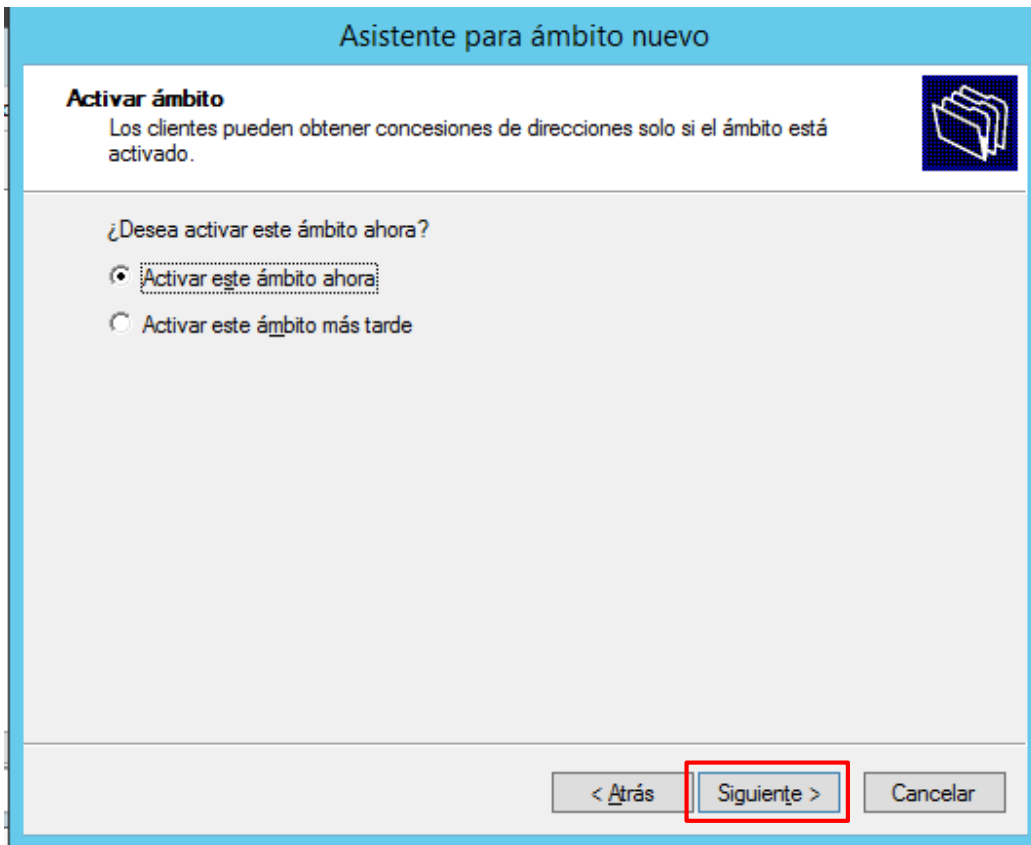 Asistente para ámbito nuevo
Activar ámbito
Los clientes pueden obtener concesiones de direcciones solo si el ámbito está
activado.
¿Desea activar este ámbito ahora?
Activar este ámbito ahora
Activar este ámbito más tarde
< Atrás
Siguiente >
Cancelar